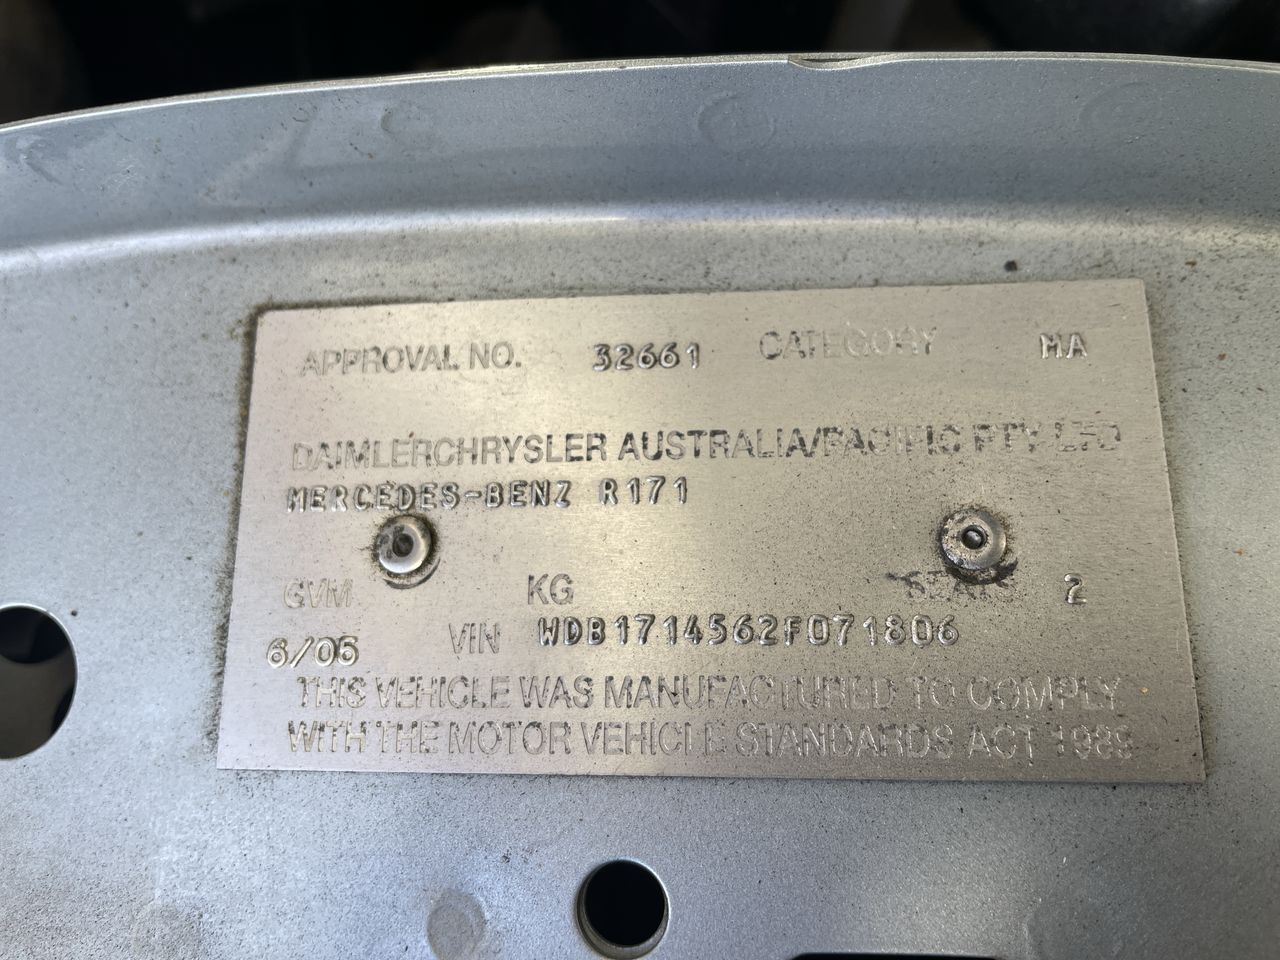 APPROVAL NO. 32661 CATEGORY MA
DAIMLERCHRYSLER AUSTRALIA/PACIFIC PTY LTD
MERCEDES-BENZ R171
GVM KG SEATS 2
6/05 VIN WDB1714562F071806
THIS VEHICLE WAS MANUFACTURED TO COMPLY
WITH THE MOTOR VEHICLE STANDARDS ACT 1989